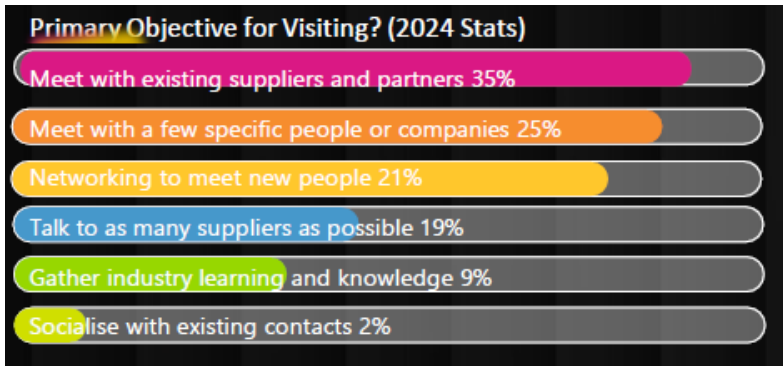 Primary Objective for Visiting? (2024 Stats)
Meet with existing suppliers and partners 35%
Meet with a few specific people or companies 25%
Networking to meet new people 21%
Talk to as many suppliers as possible 19%
Gather industry learning and knowledge 9%
Socialise with existing contacts 2%